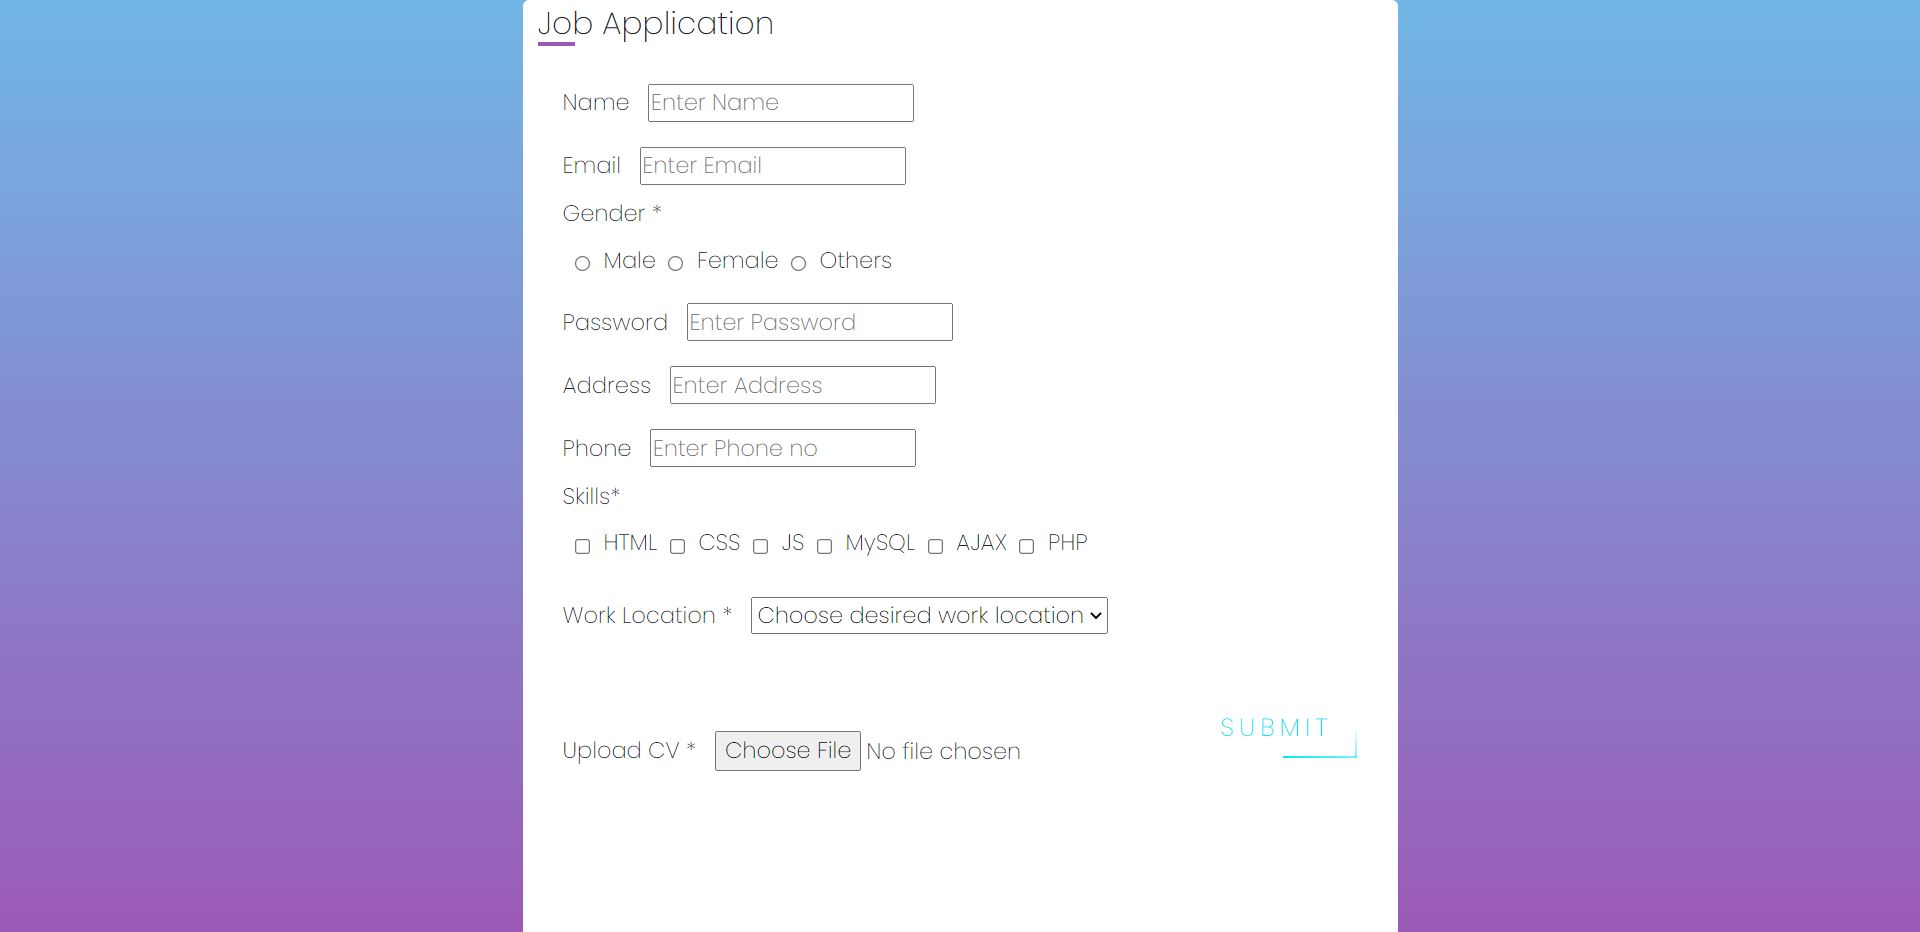 Job Application
Name Enter Name
Email Enter Email
Gender *
Male Female Others
Password Enter Password
Address Enter Address
Phone Enter Phone no
Skills*
HTML CSS JS MySQL AJAX PHP
Work Location * Choose desired work location
SUBMIT
Upload CV * Choose File No file chosen